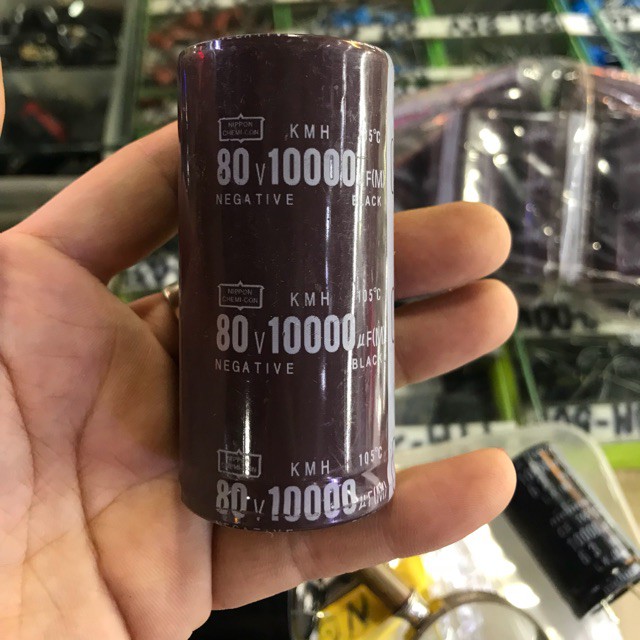 NIPPON
CHEMI-CON
KMH 105°C
80V10000µF(M)
NEGATIVE BLACK
NIPPON
CHEMI-CON
KMH 105°C
80V10000µF(M)
NEGATIVE BLACK
NIPPON
CHEMI-CON
KMH 105°C
80V10000µF(M)